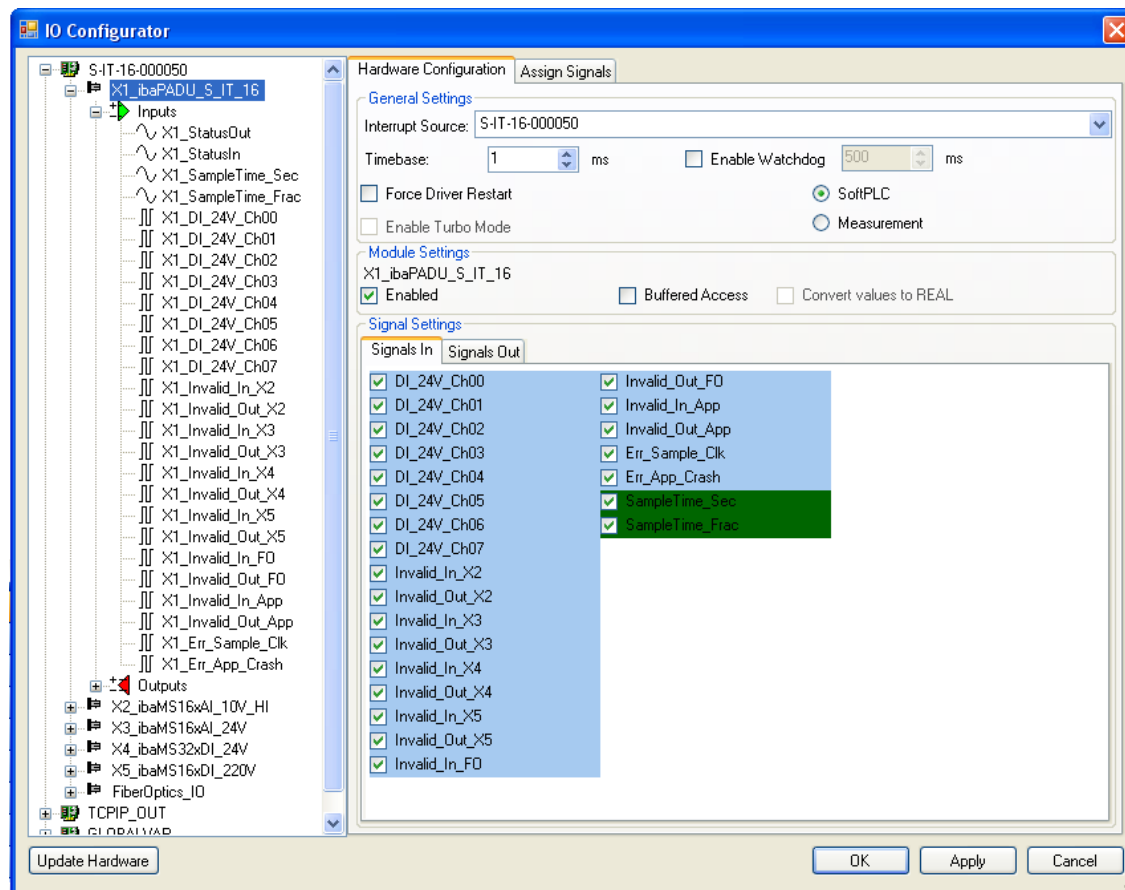 IO Configurator
S-IT-16-000050
X1_ibaPADU_S_IT_16
Inputs
X1_StatusOut
X1_StatusIn
X1_SampleTime_Sec
X1_SampleTime_Frac
X1_DI_24V_Ch00
X1_DI_24V_Ch01
X1_DI_24V_Ch02
X1_DI_24V_Ch03
X1_DI_24V_Ch04
X1_DI_24V_Ch05
X1_DI_24V_Ch06
X1_DI_24V_Ch07
X1_Invalid_In_X2
X1_Invalid_Out_X2
X1_Invalid_In_X3
X1_Invalid_Out_X3
X1_Invalid_In_X4
X1_Invalid_Out_X4
X1_Invalid_In_X5
X1_Invalid_Out_X5
X1_Invalid_In_FO
X1_Invalid_Out_FO
X1_Invalid_In_App
X1_Invalid_Out_App
X1_Err_Sample_Clk
X1_Err_App_Crash
Outputs
X2_ibaMS16xAI_10V_HI
X3_ibaMS16xAI_24V
X4_ibaMS32xDI_24V
X5_ibaMS16xDI_220V
FiberOptics_IO
TCPIP_OUT
GLOBALVAR
Hardware Configuration Assign Signals
General Settings
Interrupt Source: S-IT-16-000050
Timebase: 1 ms Enable Watchdog 500 ms
Force Driver Restart SoftPLC
Enable Turbo Mode Measurement
Module Settings
X1_ibaPADU_S_IT_16
Enabled Buffered Access Convert values to REAL
Signal Settings
Signals In Signals Out
DI_24V_Ch00
DI_24V_Ch01
DI_24V_Ch02
DI_24V_Ch03
DI_24V_Ch04
DI_24V_Ch05
DI_24V_Ch06
DI_24V_Ch07
Invalid_In_X2
Invalid_Out_X2
Invalid_In_X3
Invalid_Out_X3
Invalid_In_X4
Invalid_Out_X4
Invalid_In_X5
Invalid_Out_X5
Invalid_In_FO
Invalid_Out_FO
Invalid_In_App
Invalid_Out_App
Err_Sample_Clk
Err_App_Crash
SampleTime_Sec
SampleTime_Frac
Update Hardware OK Apply Cancel